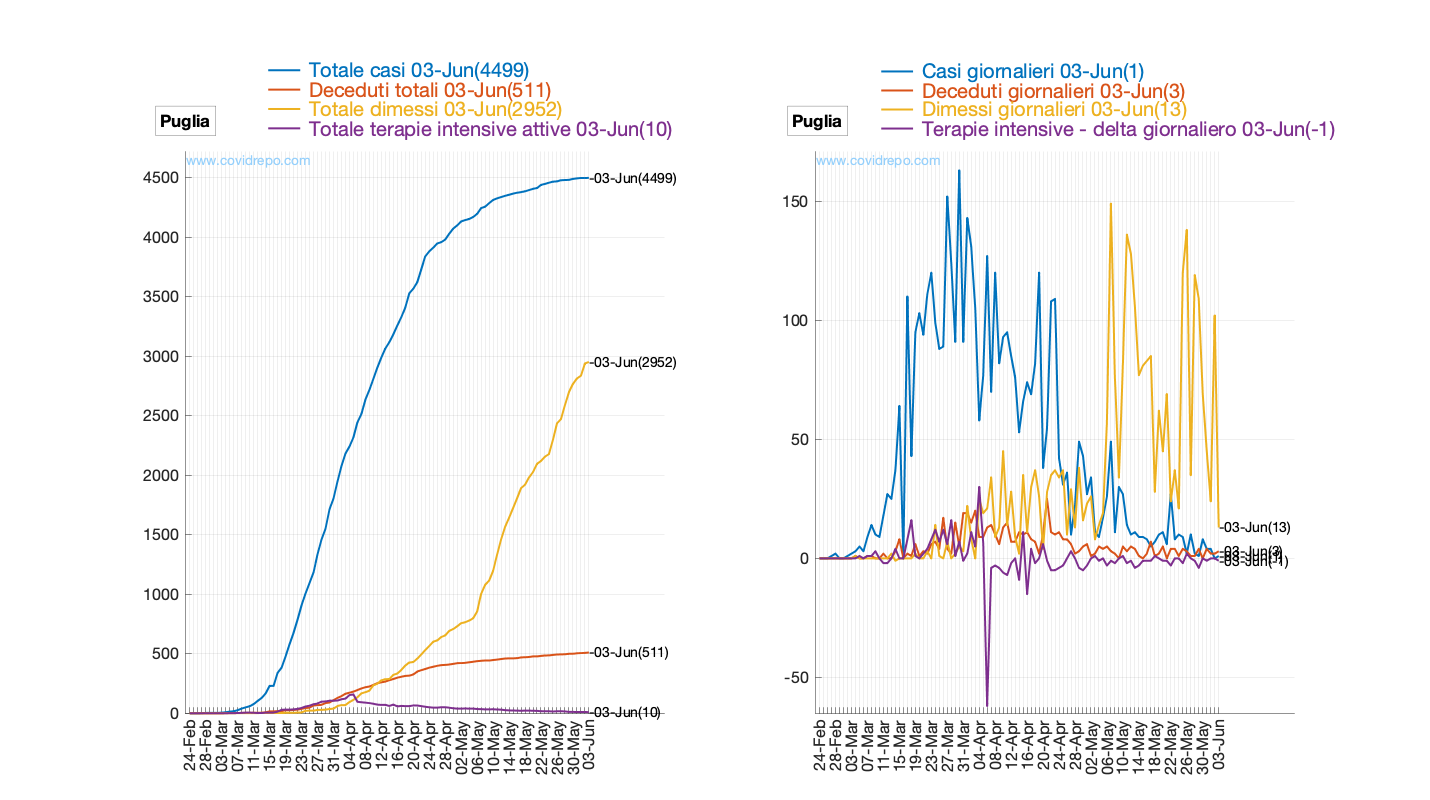 Totale casi 03-Jun(4499)
Deceduti totali 03-Jun(511)
Totale dimessi 03-Jun(2952)
Totale terapie intensive attive 03-Jun(10)
Puglia
www.covidrepo.com
4500
4000
3500
3000
2500
2000
1500
1000
500
0
-03-Jun(4499)
-03-Jun(2952)
-03-Jun(511)
-03-Jun(10)
24-Feb
28-Feb
03-Mar
07-Mar
11-Mar
15-Mar
19-Mar
23-Mar
27-Mar
31-Mar
04-Apr
08-Apr
12-Apr
16-Apr
20-Apr
24-Apr
28-Apr
02-May
06-May
10-May
14-May
18-May
22-May
26-May
30-May
03-Jun
Casi giornalieri 03-Jun(1)
Deceduti giornalieri 03-Jun(3)
Dimessi giornalieri 03-Jun(13)
Terapie intensive - delta giornaliero 03-Jun(-1)
Puglia
www.covidrepo.com
150
100
50
0
-50
-03-Jun(13)
-03-Jun(3)
-03-Jun(-1)
24-Feb
28-Feb
03-Mar
07-Mar
11-Mar
15-Mar
19-Mar
23-Mar
27-Mar
31-Mar
04-Apr
08-Apr
12-Apr
16-Apr
20-Apr
24-Apr
28-Apr
02-May
06-May
10-May
14-May
18-May
22-May
26-May
30-May
03-Jun